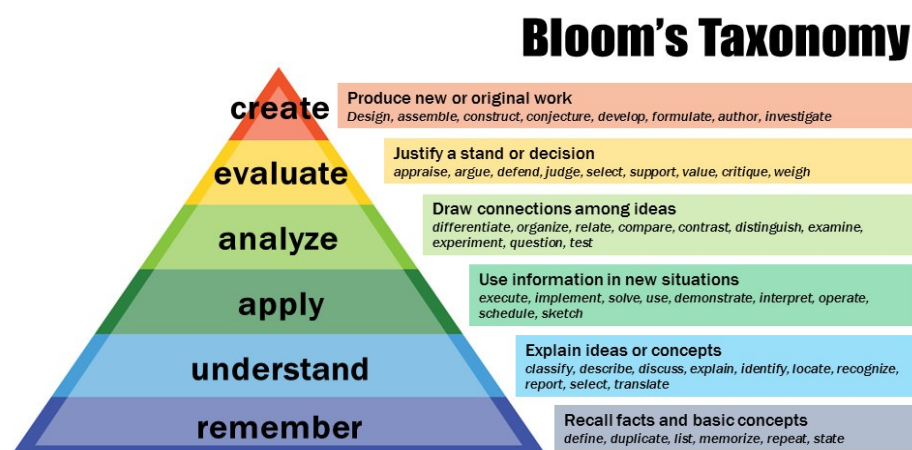 Bloom's Taxonomy
create
Produce new or original work
Design, assemble, construct, conjecture, develop, formulate, author, investigate
evaluate
Justify a stand or decision
appraise, argue, defend, judge, select, support, value, critique, weigh
analyze
Draw connections among ideas
differentiate, organize, relate, compare, contrast, distinguish, examine,
experiment, question, test
apply
Use information in new situations
execute, implement, solve, use, demonstrate, interpret, operate,
schedule, sketch
understand
Explain ideas or concepts
classify, describe, discuss, explain, identify, locate, recognize,
report, select, translate
remember
Recall facts and basic concepts
define, duplicate, list, memorize, repeat, state